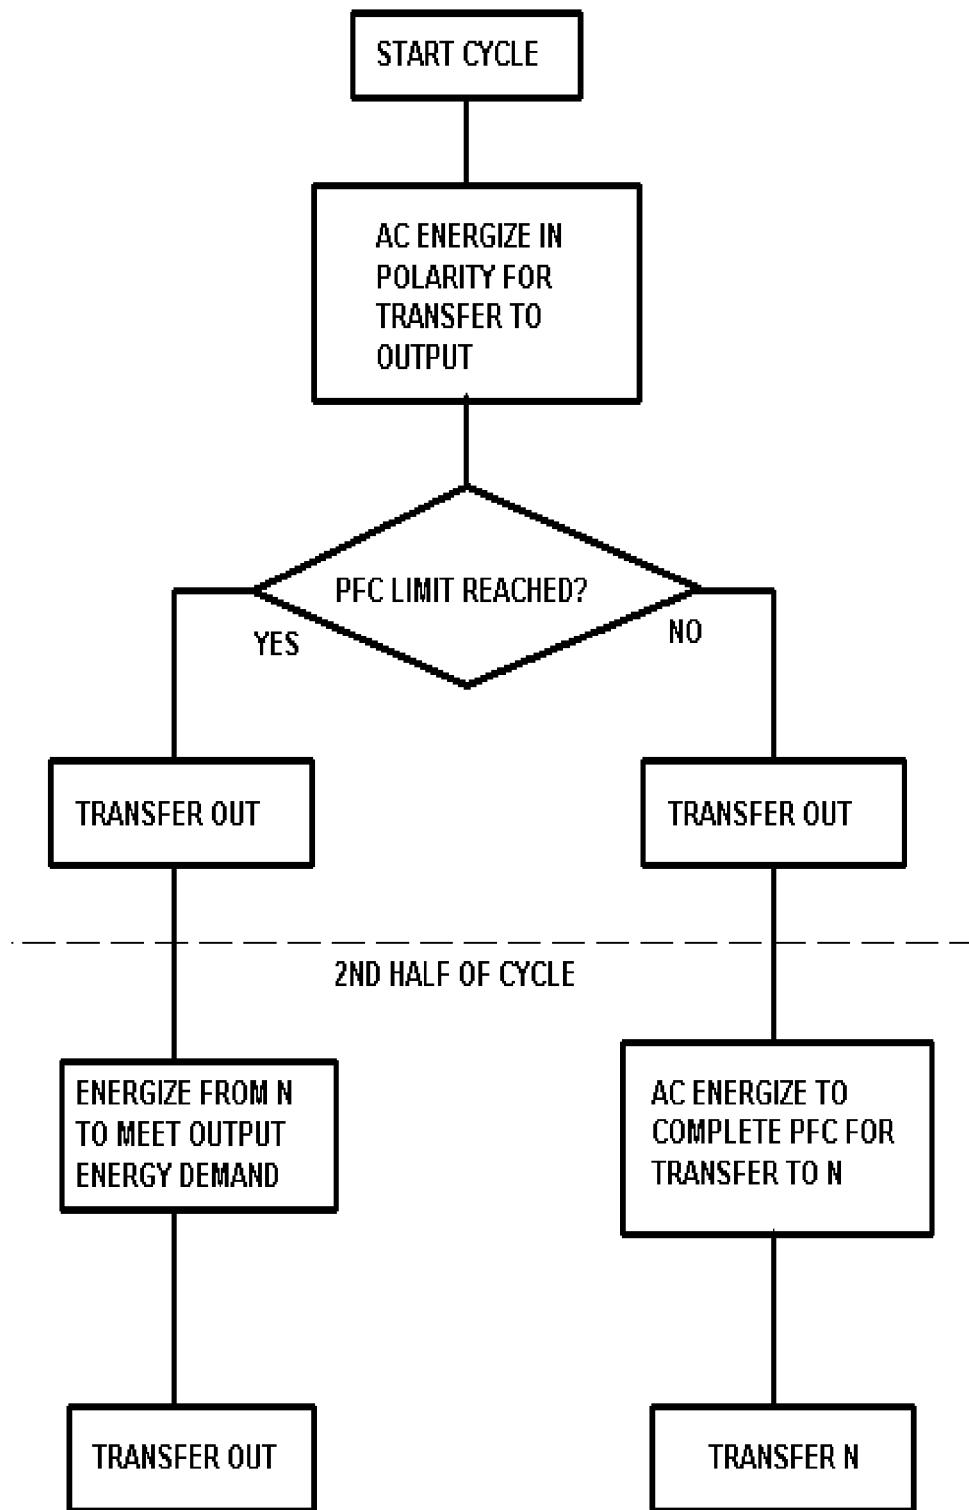 START CYCLE
AC ENERGIZE IN
POLARITY FOR
TRANSFER TO
OUTPUT
PFC LIMIT REACHED?
YES
NO
TRANSFER OUT
TRANSFER OUT
2ND HALF OF CYCLE
ENERGIZE FROM N
TO MEET OUTPUT
ENERGY DEMAND
AC ENERGIZE TO
COMPLETE PFC FOR
TRANSFER TO N
TRANSFER OUT
TRANSFER N